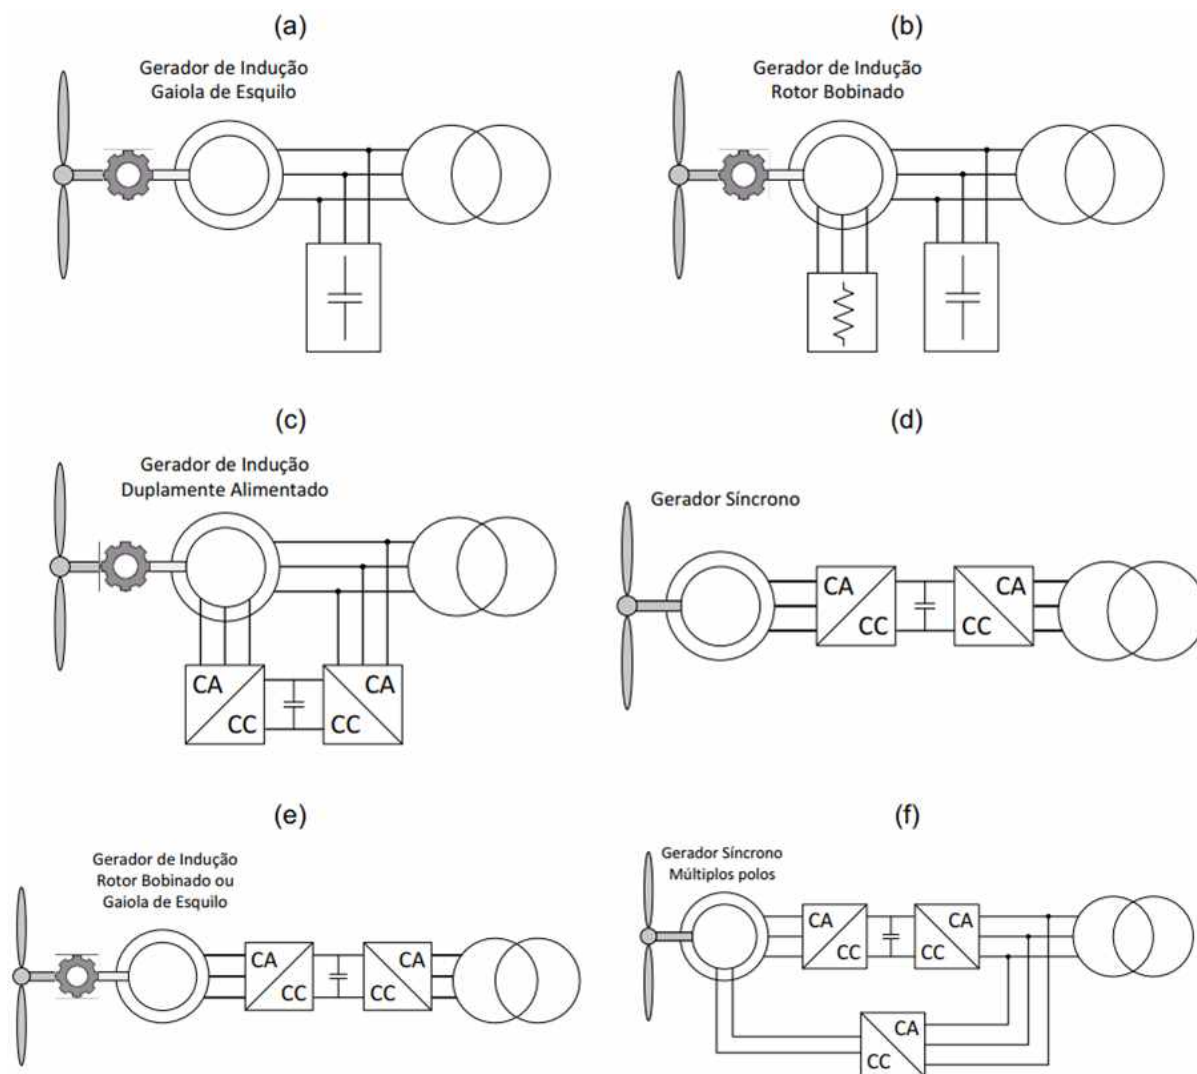 (a)
Gerador de Indução
Gaiola de Esquilo
(b)
Gerador de Indução
Rotor Bobinado
(c)
Gerador de Indução
Duplamente Alimentado
CA
CC
CA
CC
(d)
Gerador Síncrono
CA
CC
CA
CC
(e)
Gerador de Indução
Rotor Bobinado ou
Gaiola de Esquilo
CA
CC
CA
CC
(f)
Gerador Síncrono
Múltiplos polos
CA
CC
CA
CC
CA
CC